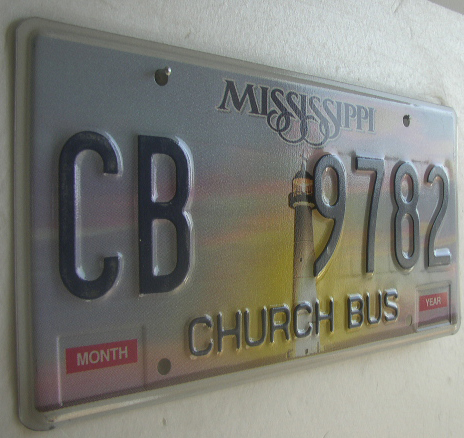 MISSISSIPPI
CB 9782
CHURCH BUS
MONTH YEAR